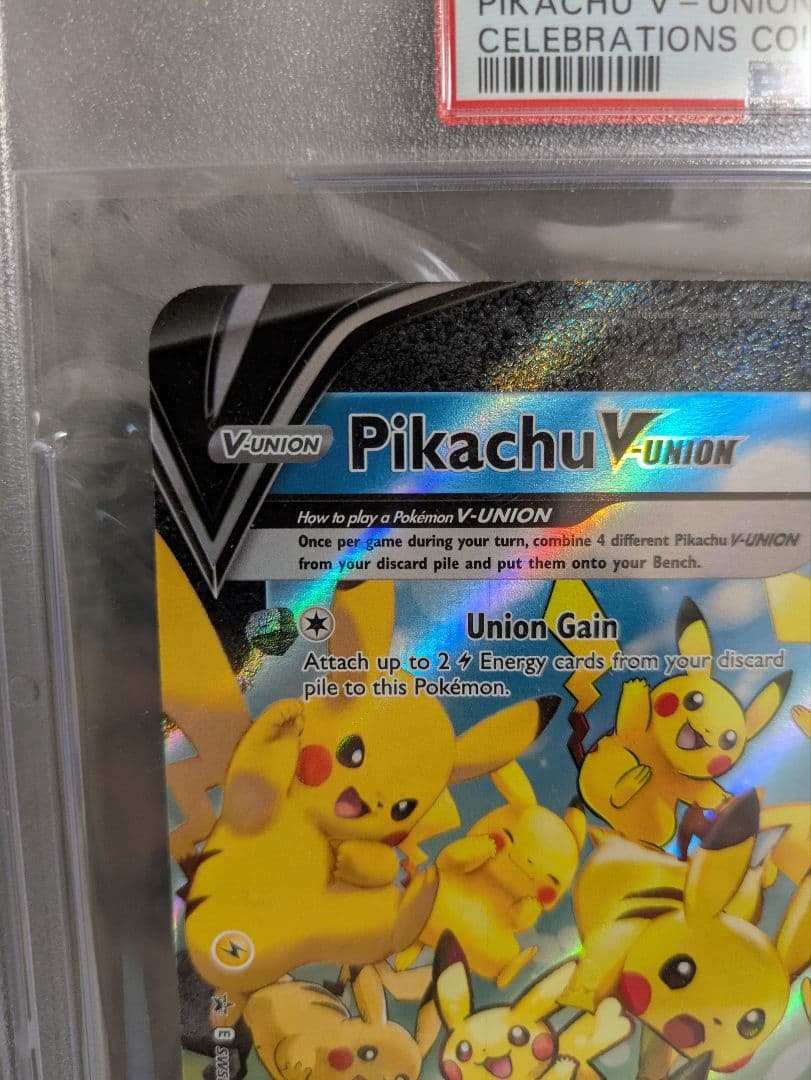 PIKACHU V-UNION
CELEBRATIONS
V-UNION Pikachu V-UNION
How to play a Pokémon V-UNION
Once per game during your turn, combine 4 different Pikachu V-UNION
from your discard pile and put them onto your Bench.
Union Gain
Attach up to 2 Energy cards from your discard
pile to this Pokémon.
E